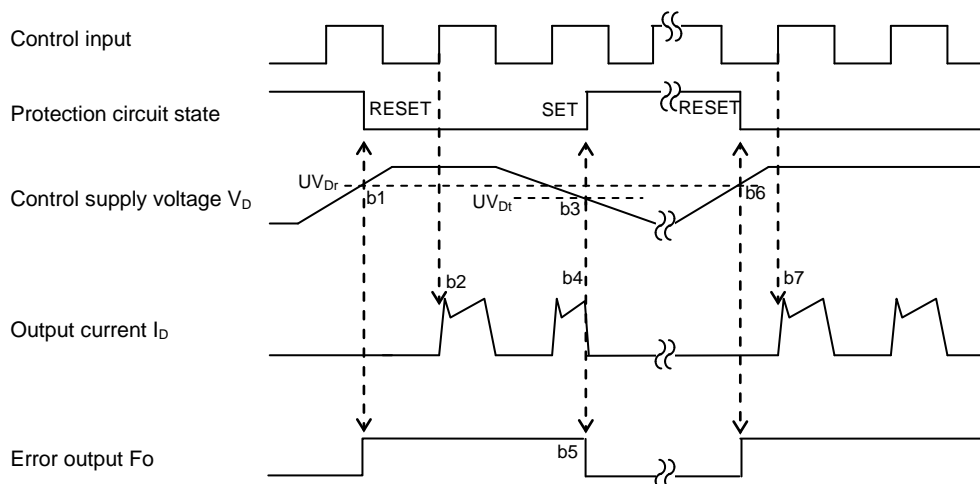 Control input
Protection circuit state
RESET
SET
RESET
Control supply voltage VD
UVDr
b1
UVDt
b3
b6
b2
b4
b7
Output current ID
b5
Error output Fo